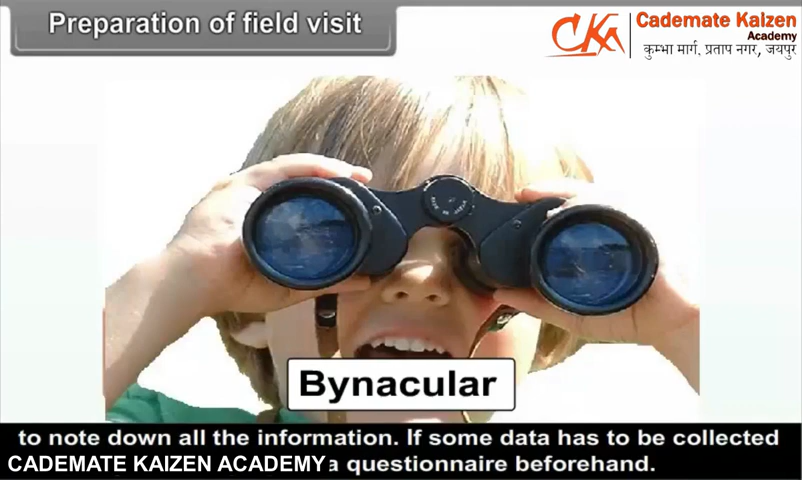 Preparation of field visit
CKA
Cademate Kaizen
Academy
कुम्भा मार्ग, प्रताप नगर, जयपुर
Bynacular
to note down all the information. If some data has to be collected
CADEMATE KAIZEN ACADEMY a questionnaire beforehand.